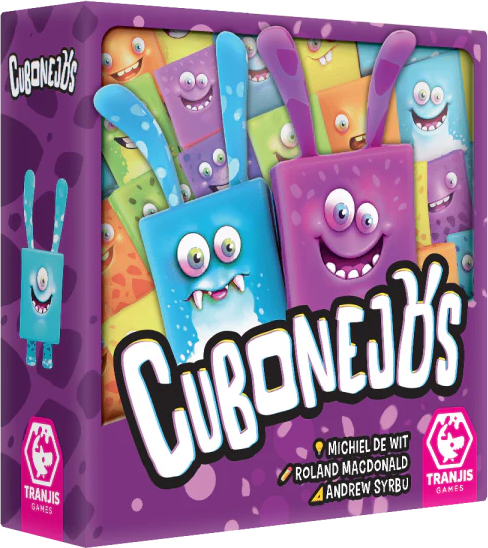 CUBONEJOS
TRANJIS
GAMES
CUBONEJOS
MICHIEL DE WIT
ROLAND MACDONALD
ANDREW SYRBU
TRANJIS
GAMES